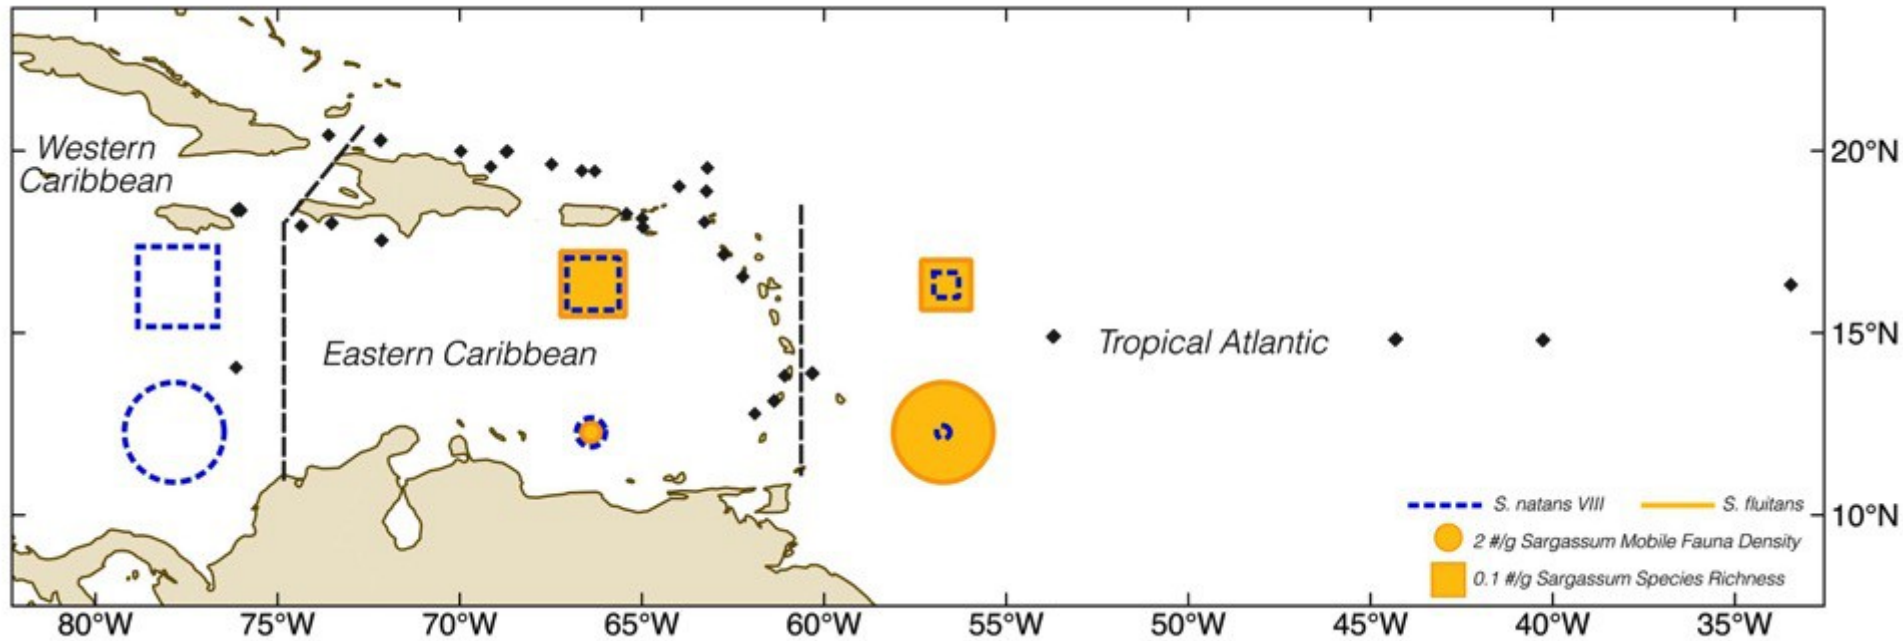 Western
Caribbean
20°N
Eastern Caribbean
Tropical Atlantic
15°N
S. natans VIII
S. fluitans
10°N
2 #/g Sargassum Mobile Fauna Density
0.1 #/g Sargassum Species Richness
80°W
75°W
70°W
65°W
60°W
55°W
50°W
45°W
40°W
35°W